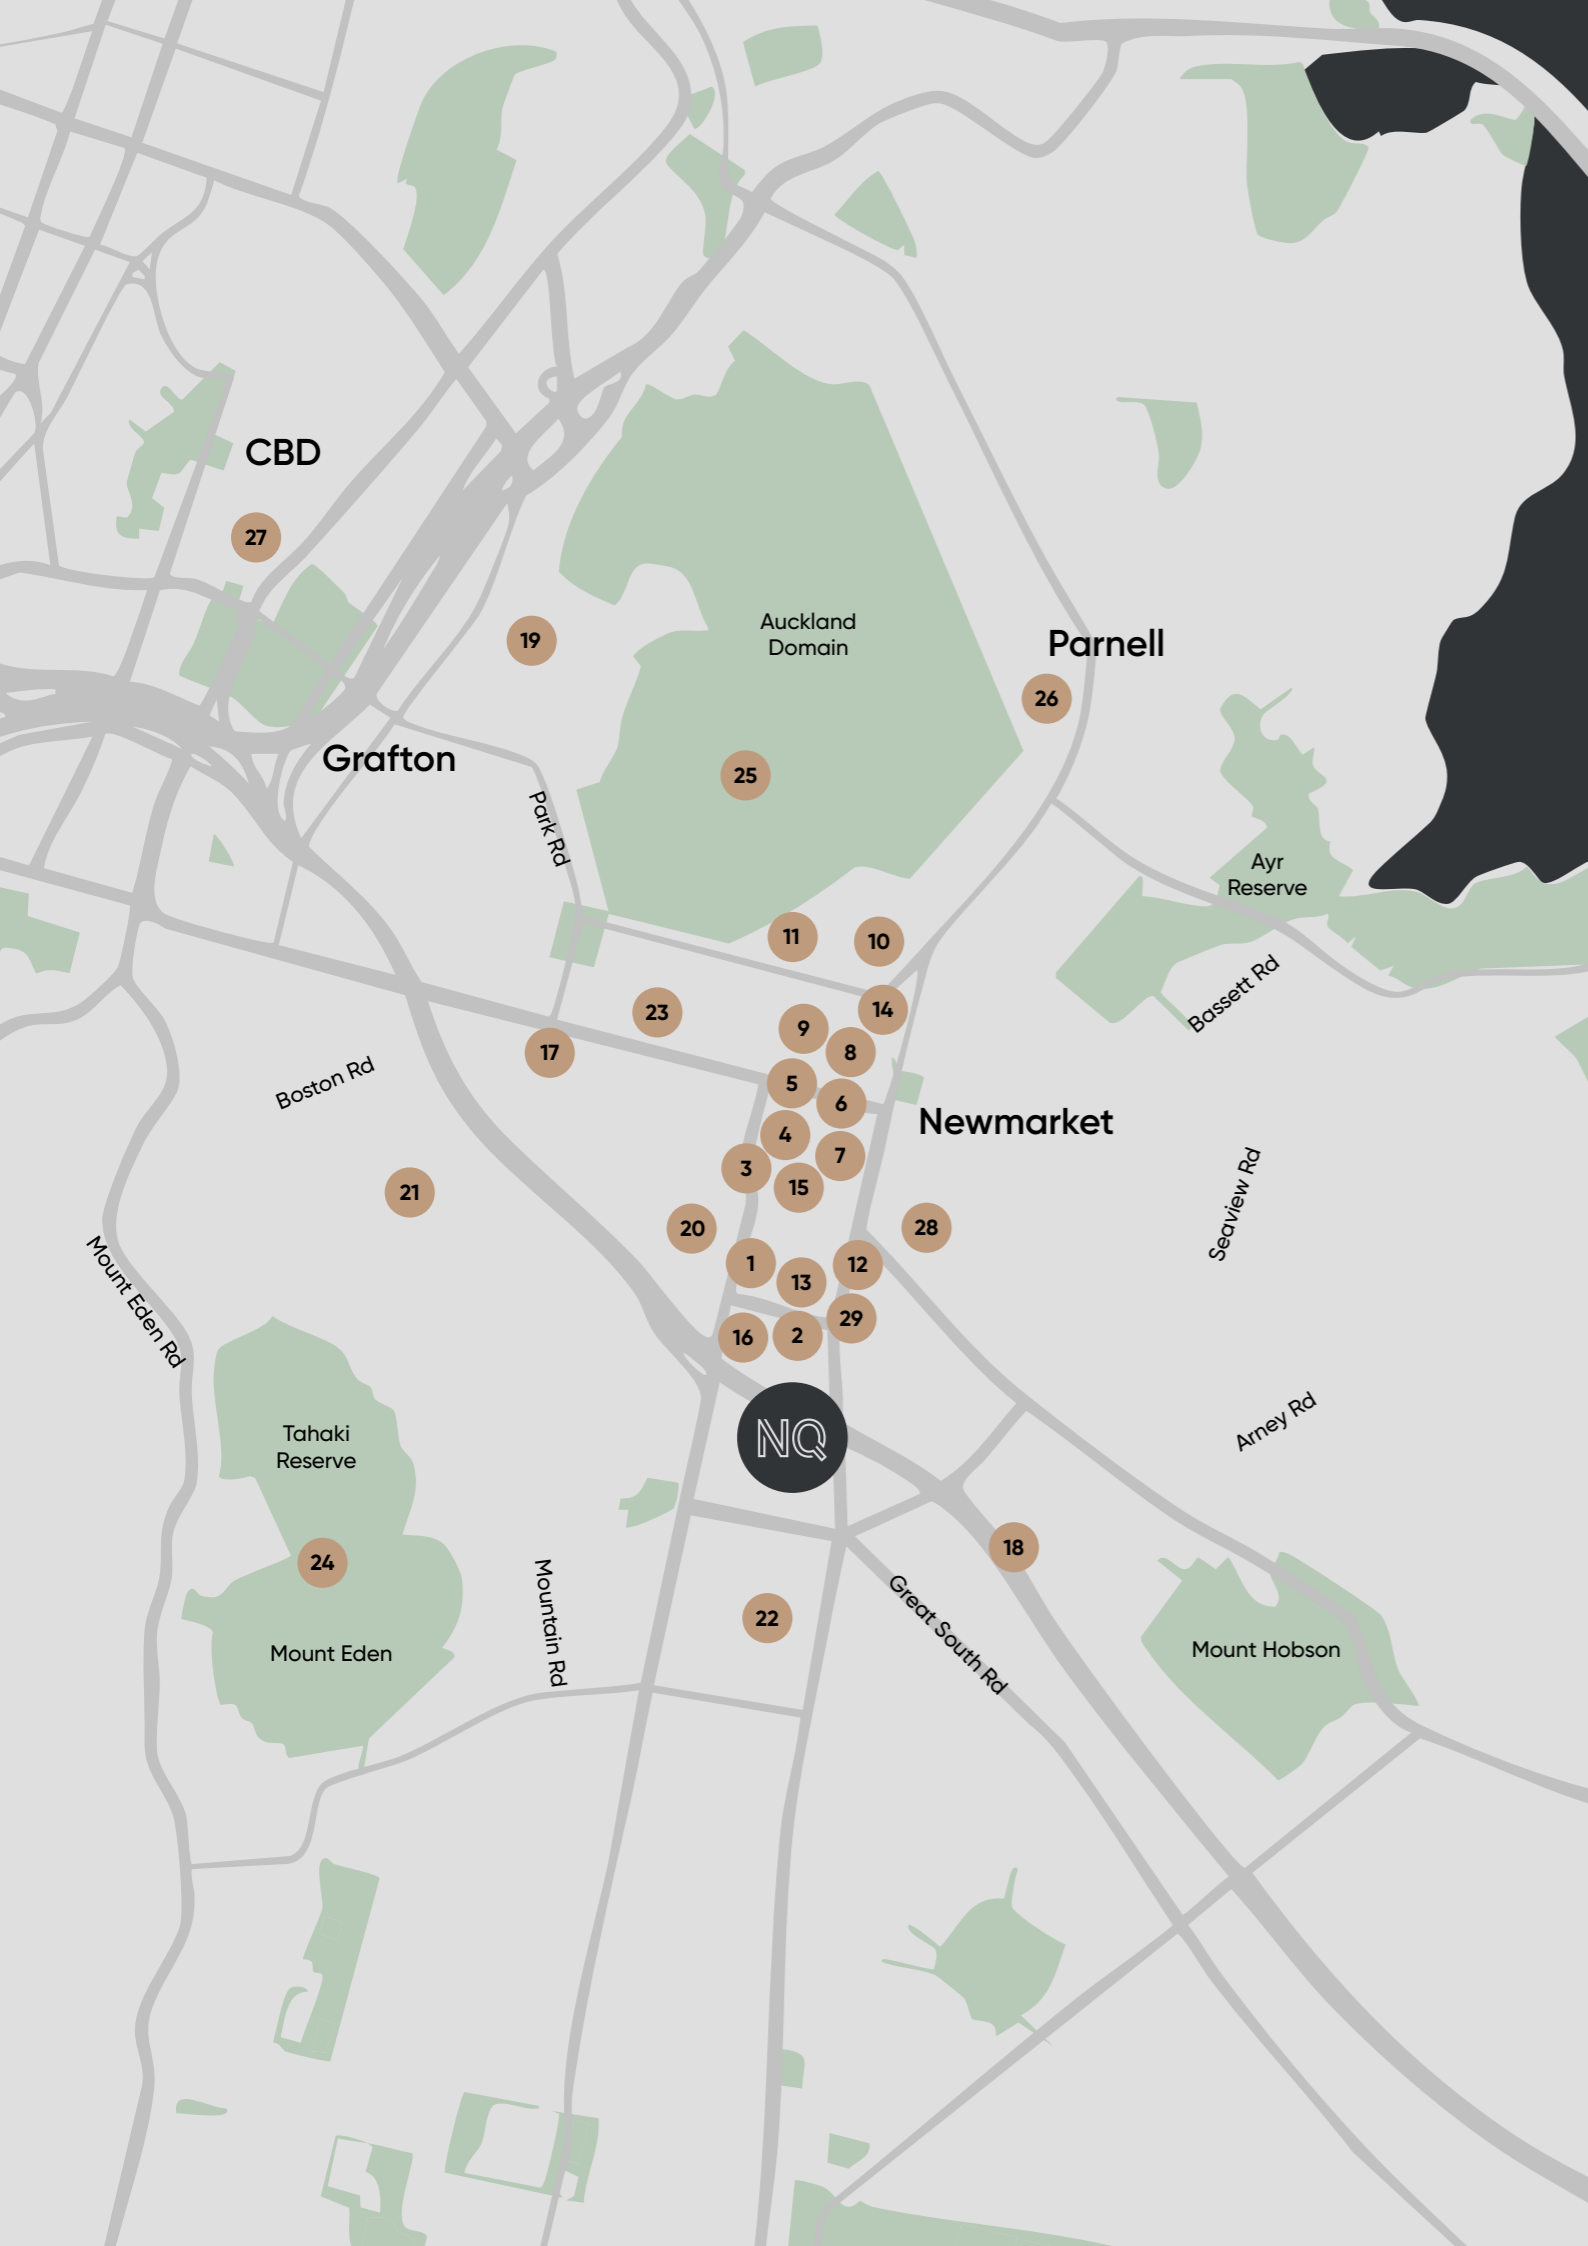 CBD
27
19
Auckland
Domain
Parnell
26
Grafton
25
Park Rd
Ayr
Reserve
11
10
Bassett Rd
23
14
9
17
8
Boston Rd
5
6
Newmarket
4
7
3
15
21
Seaview Rd
20
28
Mount Eden Rd
1
12
13
29
16
2
Arney Rd
Tahaki
Reserve
NQ
18
24
Mountain Rd
22
Great South Rd
Mount Eden
Mount Hobson